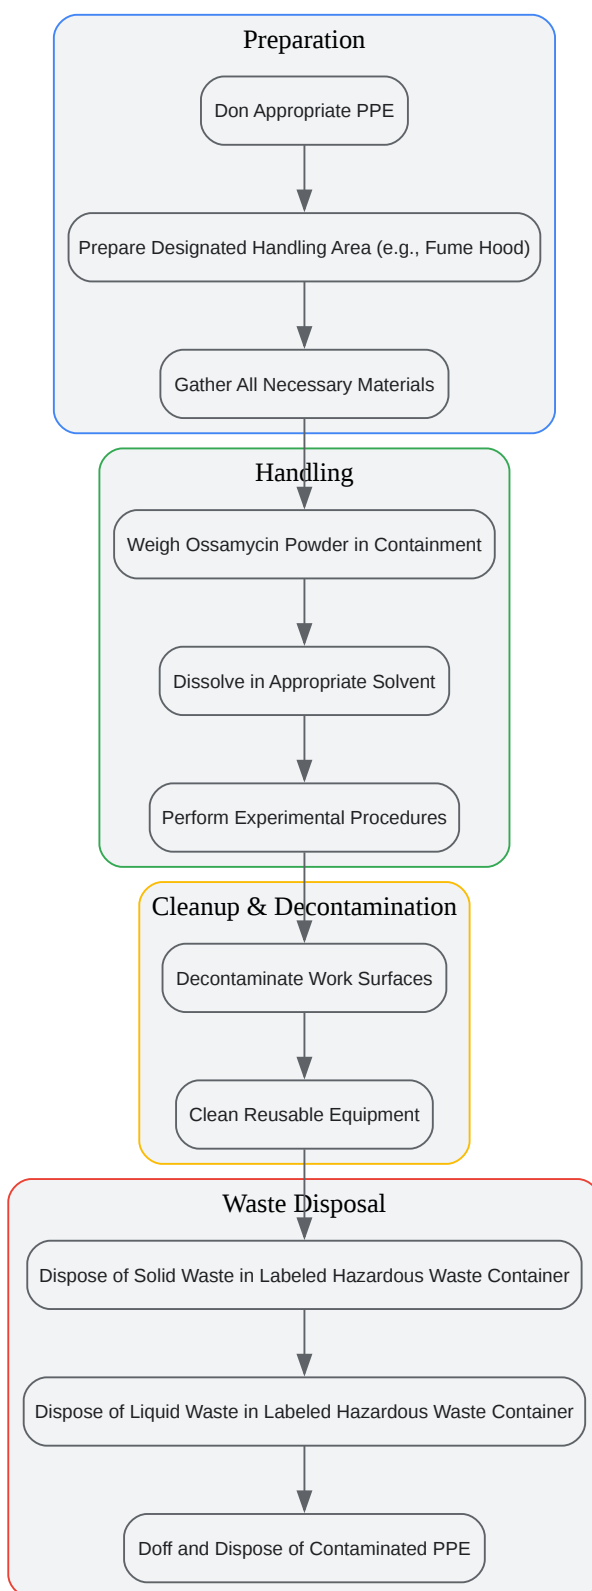 Preparation
Don Appropriate PPE
Prepare Designated Handling Area (e.g., Fume Hood)
Gather All Necessary Materials
Handling
Weigh Ossamycin Powder in Containment
Dissolve in Appropriate Solvent
Perform Experimental Procedures
Cleanup & Decontamination
Decontaminate Work Surfaces
Clean Reusable Equipment
Waste Disposal
Dispose of Solid Waste in Labeled Hazardous Waste Container
Dispose of Liquid Waste in Labeled Hazardous Waste Container
Doff and Dispose of Contaminated PPE